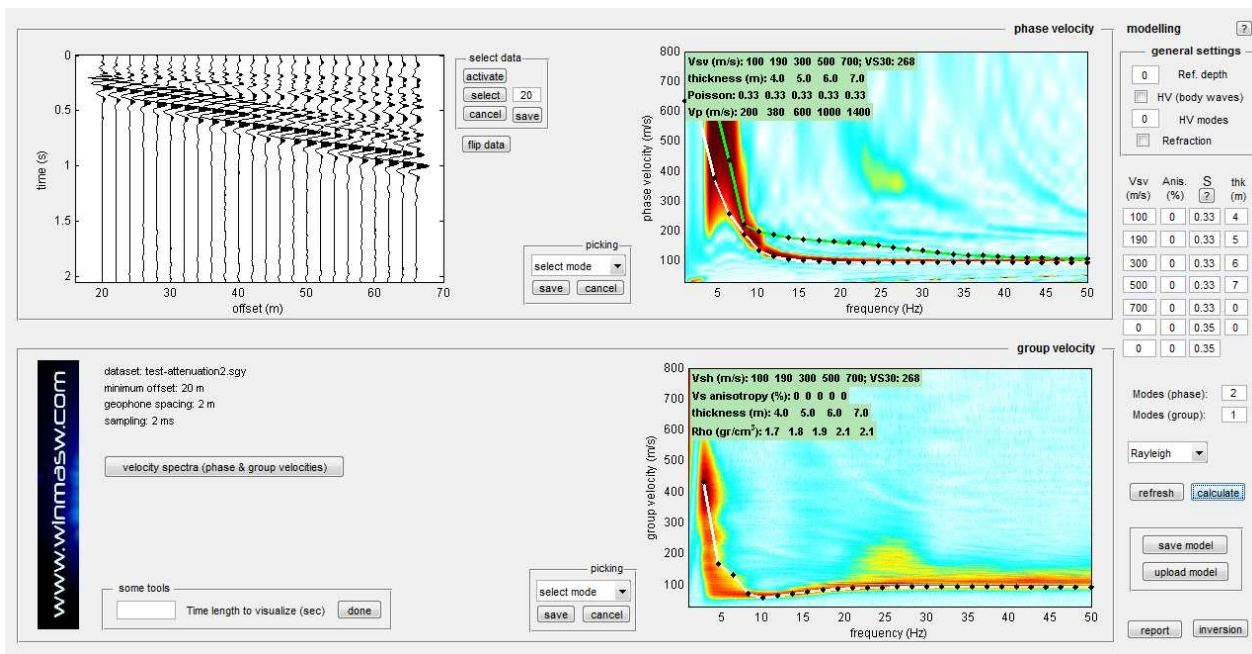 phase velocity
0
0.5
1
1.5
2
time (s)
20 30 40 50 60 70
offset (m)
select data
activate
select 20
cancel save
flip data
picking
select mode
save cancel
800
700
600
500
400
300
200
100
phase velocity (m/s)
Vsv (m/s): 100 190 300 500 700; VS30: 268
thickness (m): 4.0 5.0 6.0 7.0
Poisson: 0.33 0.33 0.33 0.33 0.33
Vp (m/s): 200 380 600 1000 1400
5 10 15 20 25 30 35 40 45 50
frequency (Hz)
modelling ?
general settings
0 Ref. depth
HV (body waves)
0 HV modes
Refraction
Vsv Anis. S thk
(m/s) (%) ? (m)
100 0 0.33 4
190 0 0.33 5
300 0 0.33 6
500 0 0.33 7
700 0 0.33 0
0 0 0.35 0
0 0 0.35
Modes (phase): 2
Modes (group): 1
Rayleigh
refresh calculate
save model
upload model
report inversion
group velocity
www.winmasw.com
dataset: test-attenuation2.sgy
minimum offset: 20 m
geophone spacing: 2 m
sampling: 2 ms
velocity spectra (phase & group velocities)
some tools
Time length to visualize (sec) done
picking
select mode
save cancel
800
700
600
500
400
300
200
100
group velocity (m/s)
Vsh (m/s): 100 190 300 500 700; VS30: 268
Vs anisotropy (%): 0 0 0 0 0
thickness (m): 4.0 5.0 6.0 7.0
Rho (gr/cm³): 1.7 1.8 1.9 2.1 2.1
5 10 15 20 25 30 35 40 45 50
frequency (Hz)